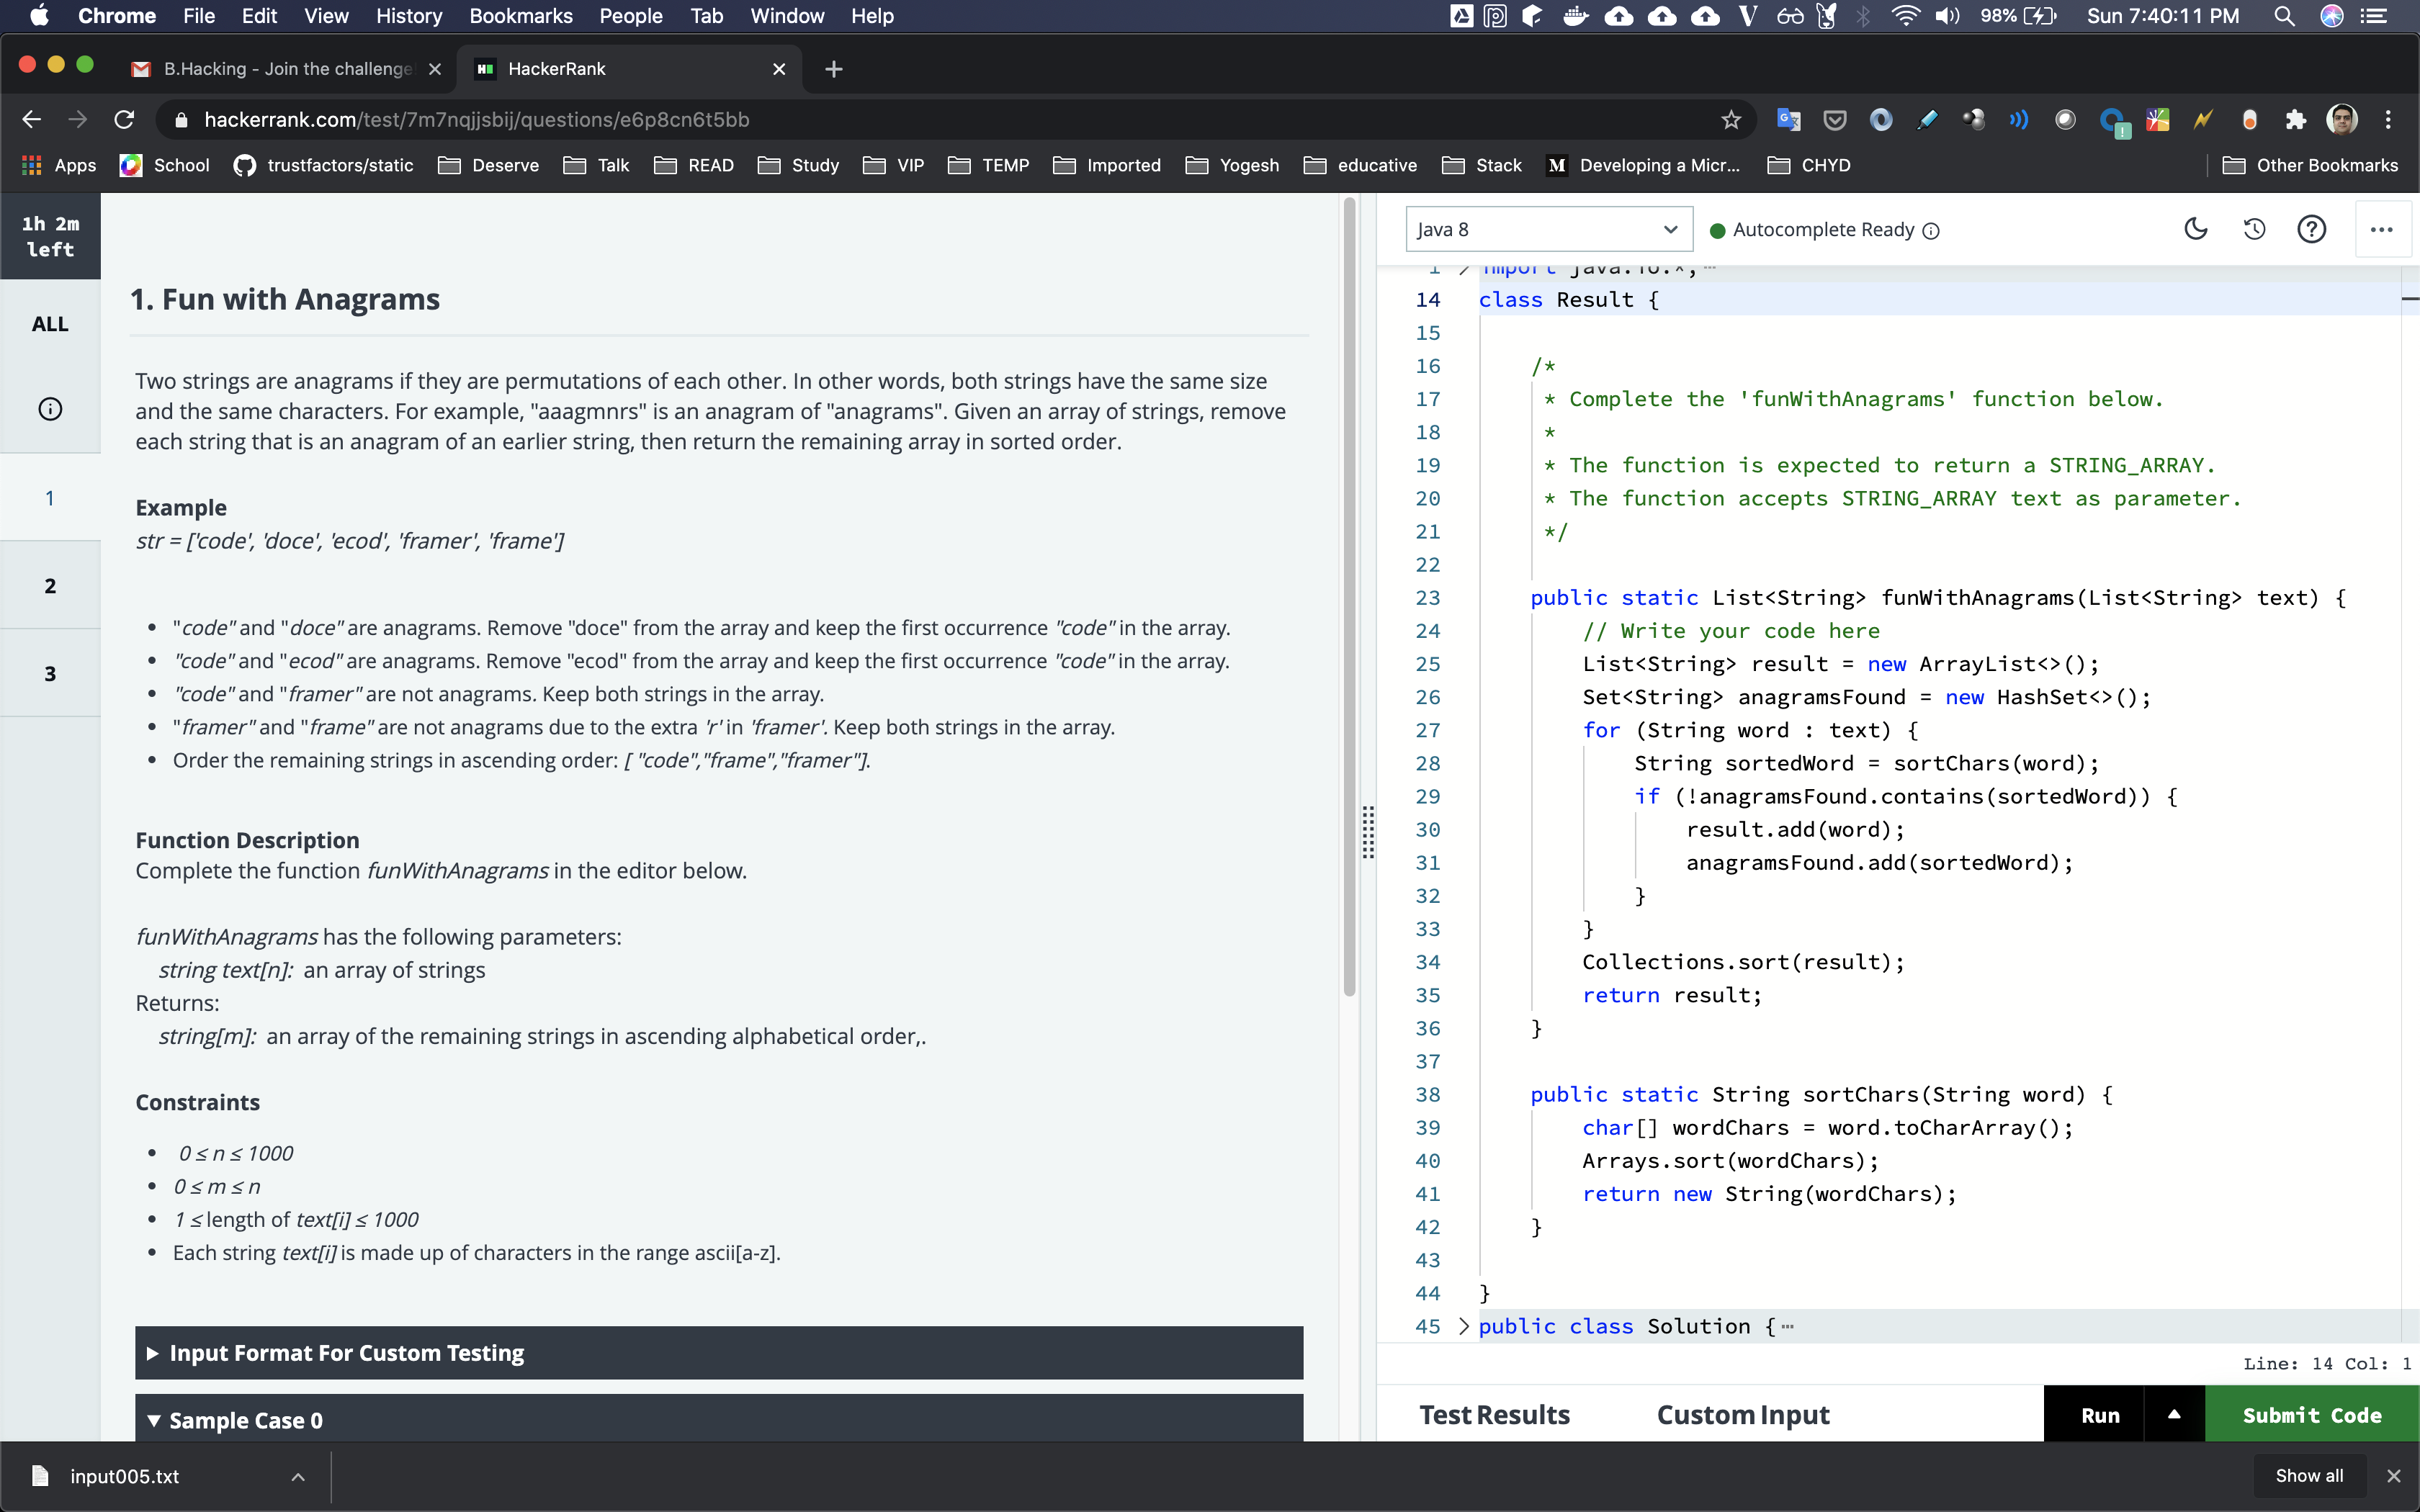 Chrome File Edit View History Bookmarks People Tab Window Help 98% Sun 7:40:11 PM
B.Hacking - Join the challenge HackerRank
hackerrank.com/test/7m7nqjjsbij/questions/e6p8cn6t5bb
Apps School trustfactors/static Deserve Talk READ Study VIP TEMP Imported Yogesh educative Stack Developing a Micr... CHYD Other Bookmarks
1h 2m
left
ALL
1
2
3
1. Fun with Anagrams
Two strings are anagrams if they are permutations of each other. In other words, both strings have the same size
and the same characters. For example, "aaagmnrs" is an anagram of "anagrams". Given an array of strings, remove
each string that is an anagram of an earlier string, then return the remaining array in sorted order.
Example
str = ['code', 'doce', 'ecod', 'framer', 'frame']
• "code" and "doce" are anagrams. Remove "doce" from the array and keep the first occurrence "code" in the array.
• "code" and "ecod" are anagrams. Remove "ecod" from the array and keep the first occurrence "code" in the array.
• "code" and "framer" are not anagrams. Keep both strings in the array.
• "framer" and "frame" are not anagrams due to the extra 'r' in 'framer'. Keep both strings in the array.
• Order the remaining strings in ascending order: [ "code","frame","framer"].
Function Description
Complete the function funWithAnagrams in the editor below.
funWithAnagrams has the following parameters:
string text[n]: an array of strings
Returns:
string[m]: an array of the remaining strings in ascending alphabetical order,.
Constraints
• 0 ≤ n ≤ 1000
• 0 ≤ m ≤ n
• 1 ≤ length of text[i] ≤ 1000
• Each string text[i] is made up of characters in the range ascii[a-z].
▶ Input Format For Custom Testing
▼ Sample Case 0
Java 8 Autocomplete Ready
1 import java.io.*;
14 class Result {
15
16 /*
17 * Complete the 'funWithAnagrams' function below.
18 *
19 * The function is expected to return a STRING_ARRAY.
20 * The function accepts STRING_ARRAY text as parameter.
21 */
22
23 public static List<String> funWithAnagrams(List<String> text) {
24 // Write your code here
25 List<String> result = new ArrayList<>();
26 Set<String> anagramsFound = new HashSet<>();
27 for (String word : text) {
28 String sortedWord = sortChars(word);
29 if (!anagramsFound.contains(sortedWord)) {
30 result.add(word);
31 anagramsFound.add(sortedWord);
32 }
33 }
34 Collections.sort(result);
35 return result;
36 }
37
38 public static String sortChars(String word) {
39 char[] wordChars = word.toCharArray();
40 Arrays.sort(wordChars);
41 return new String(wordChars);
42 }
43
44 }
45 public class Solution {
Line: 14 Col: 1
Test Results Custom Input Run Submit Code
input005.txt Show all